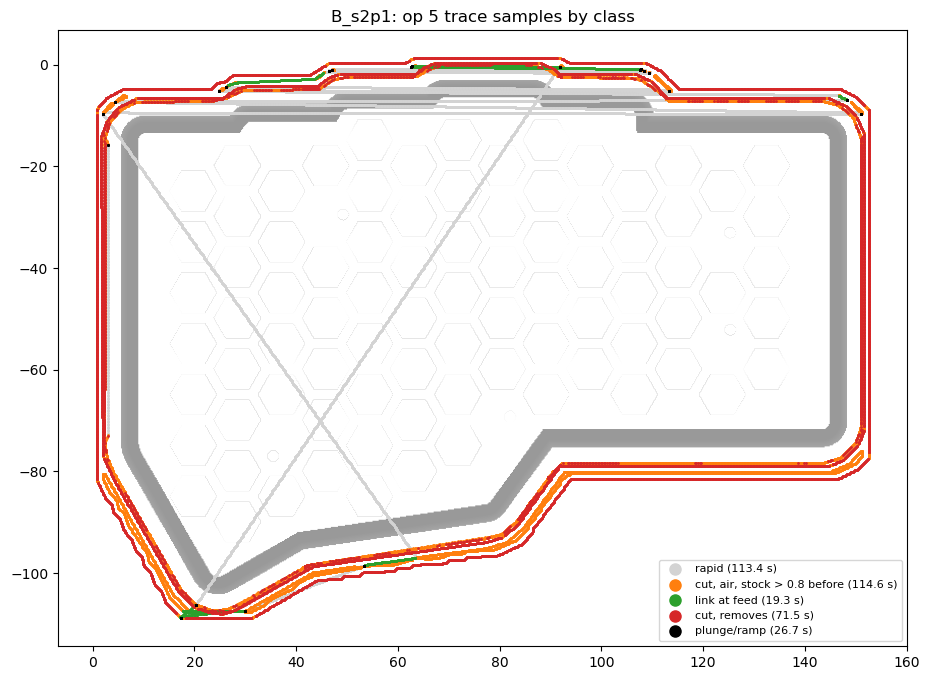 B_s2p1: op 5 trace samples by class
0
−20
−40
−60
−80
−100
0
20
40
60
80
100
120
140
160
rapid (113.4 s)
cut, air, stock > 0.8 before (114.6 s)
link at feed (19.3 s)
cut, removes (71.5 s)
plunge/ramp (26.7 s)